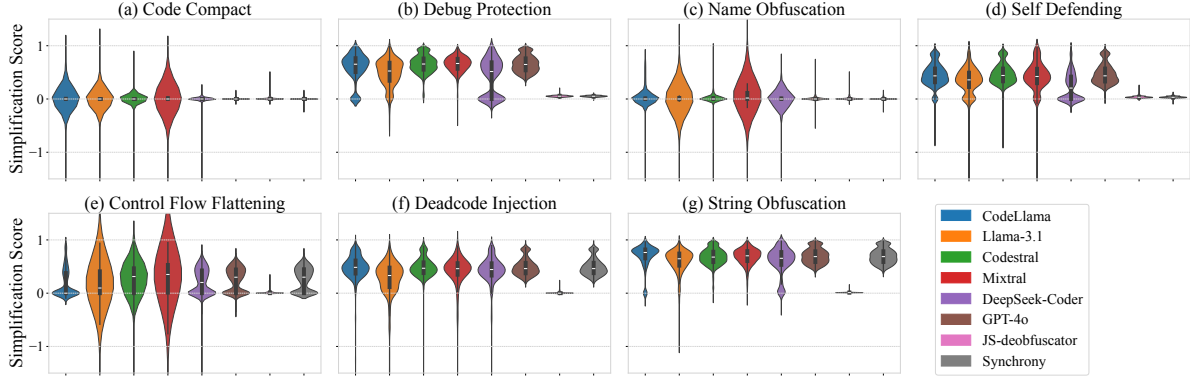 (a) Code Compact
(b) Debug Protection
(c) Name Obfuscation
(d) Self Defending
Simplification Score
1
0
−1
(e) Control Flow Flattening
(f) Deadcode Injection
(g) String Obfuscation
Simplification Score
1
0
−1
CodeLlama
Llama-3.1
Codestral
Mixtral
DeepSeek-Coder
GPT-4o
JS-deobfuscator
Synchrony